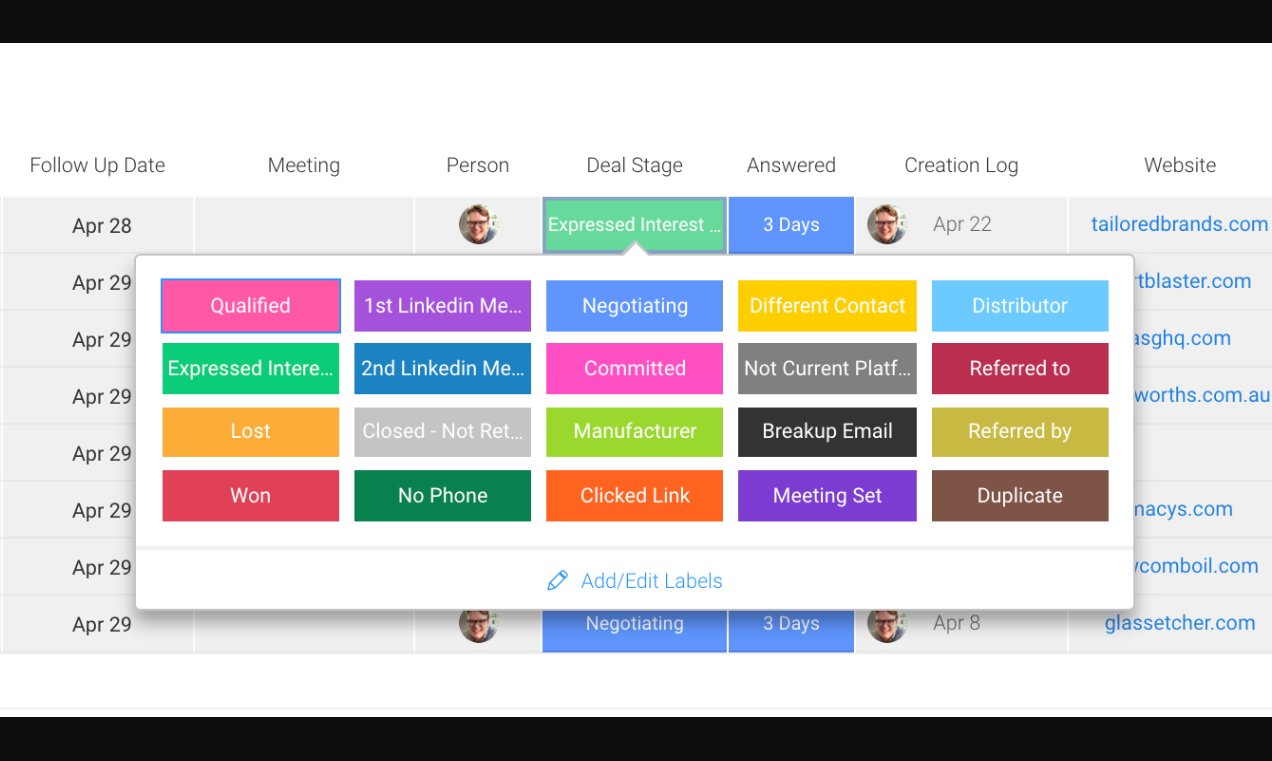 Follow Up Date Meeting Person Deal Stage Answered Creation Log Website
Apr 28 Expressed Interest ... 3 Days Apr 22 tailoredbrands.com
Apr 29 tblaster.com
Qualified 1st Linkedin Me... Negotiating Different Contact Distributor
Apr 29 asghq.com
Expressed Intere... 2nd Linkedin Me... Committed Not Current Platf... Referred to
Apr 29 worths.com.au
Lost Closed - Not Ret... Manufacturer Breakup Email Referred by
Apr 29
Won No Phone Clicked Link Meeting Set Duplicate
Apr 29 macys.com
Apr 29 comboil.com
Add/Edit Labels
Apr 29 Negotiating 3 Days Apr 8 glassetcher.com